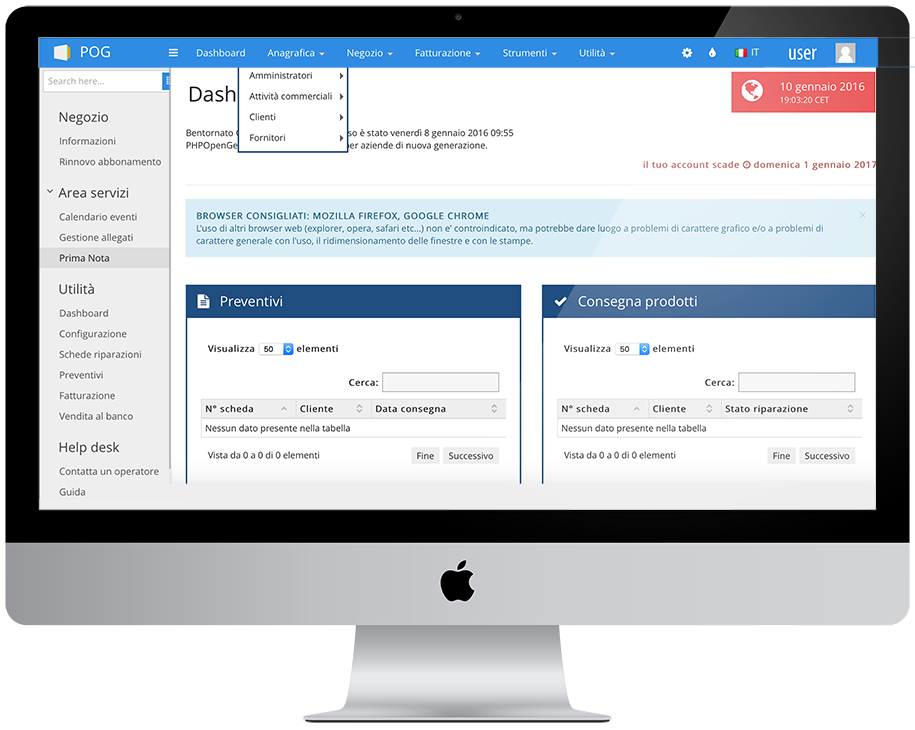 POG
Dashboard
Anagrafica
Negozio
Fatturazione
Strumenti
Utilità
IT
user
Search here...
Negozio
Informazioni
Rinnovo abbonamento
Area servizi
Calendario eventi
Gestione allegati
Prima Nota
Utilità
Dashboard
Configurazione
Schede riparazioni
Preventivi
Fatturazione
Vendita al banco
Help desk
Contatta un operatore
Guida
Amministratori
Attività commerciali
Clienti
Fornitori
Dash
10 gennaio 2016
19:03:20 CET
Bentornato so è stato venerdì 8 gennaio 2016 09:55
PHPOpenGe per aziende di nuova generazione.
il tuo account scade domenica 1 gennaio 2017
BROWSER CONSIGLIATI: MOZILLA FIREFOX, GOOGLE CHROME
L'uso di altri browser web (explorer, opera, safari etc...) non e' controindicato, ma potrebbe dare luogo a problemi di carattere grafico e/o a problemi di
carattere generale con l'uso, il ridimensionamento delle finestre e con le stampe.
Preventivi
Visualizza 50 elementi
Cerca:
N° scheda Cliente Data consegna
Nessun dato presente nella tabella
Vista da 0 a 0 di 0 elementi
Fine Successivo
Consegna prodotti
Visualizza 50 elementi
Cerca:
N° scheda Cliente Stato riparazione
Nessun dato presente nella tabella
Vista da 0 a 0 di 0 elementi
Fine Successivo